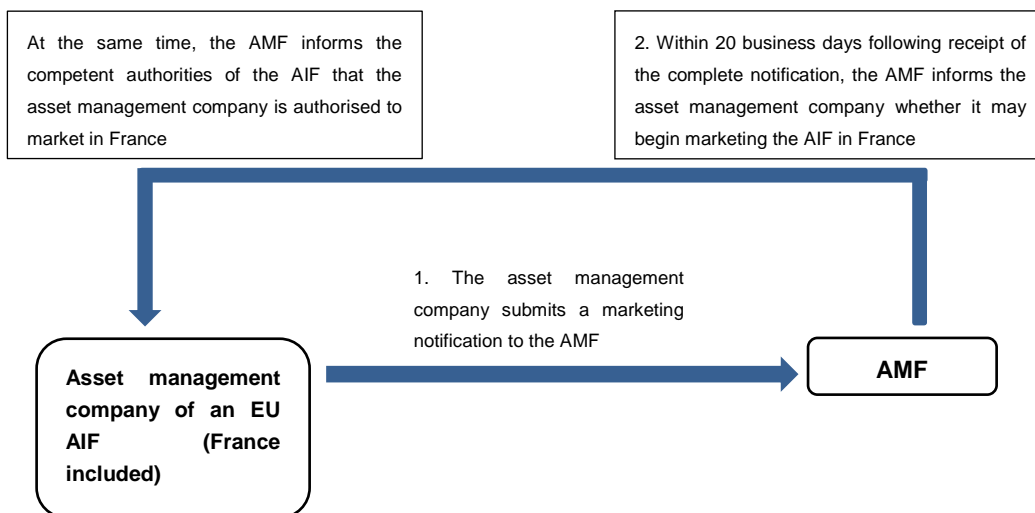 At the same time, the AMF informs the
competent authorities of the AIF that the
asset management company is authorised to
market in France
2. Within 20 business days following receipt of
the complete notification, the AMF informs the
asset management company whether it may
begin marketing the AIF in France
1. The asset management
company submits a marketing
notification to the AMF
Asset management
company of an EU
AIF (France
included)
AMF